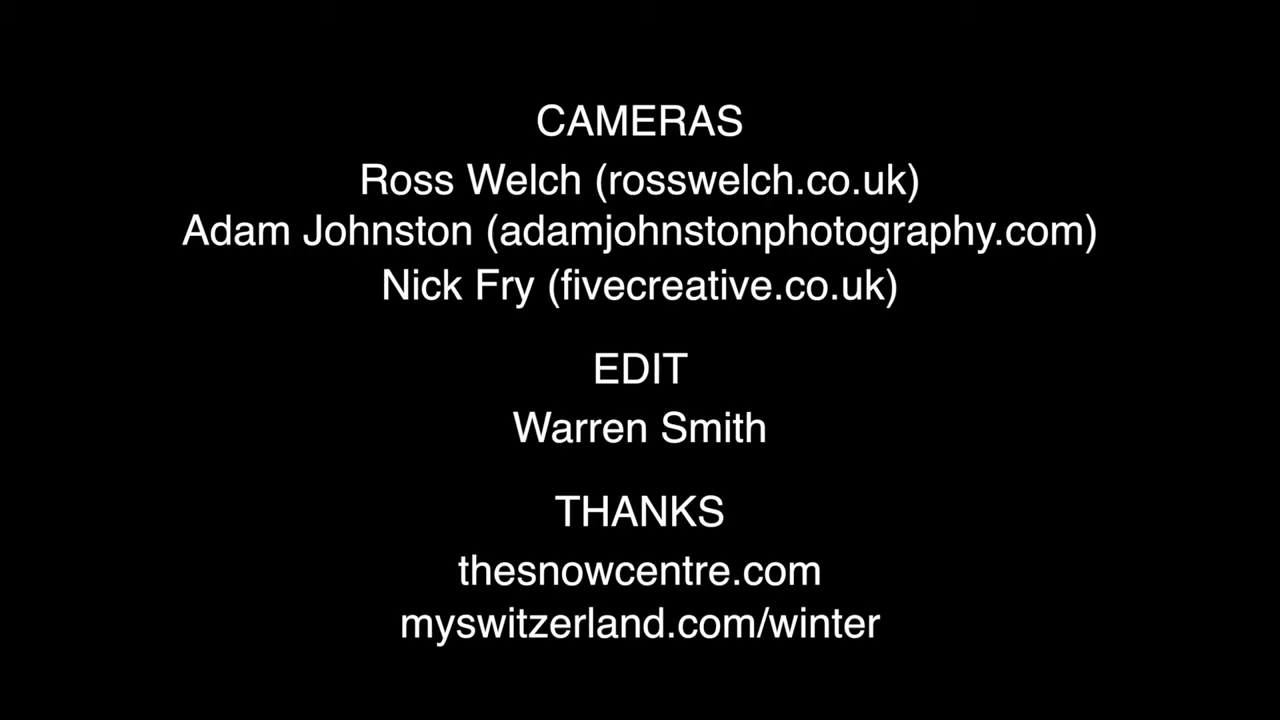 CAMERAS
Ross Welch (rosswelch.co.uk)
Adam Johnston (adamjohnstonphotography.com)
Nick Fry (fivecreative.co.uk)
EDIT
Warren Smith
THANKS
thesnowcentre.com
myswitzerland.com/winter